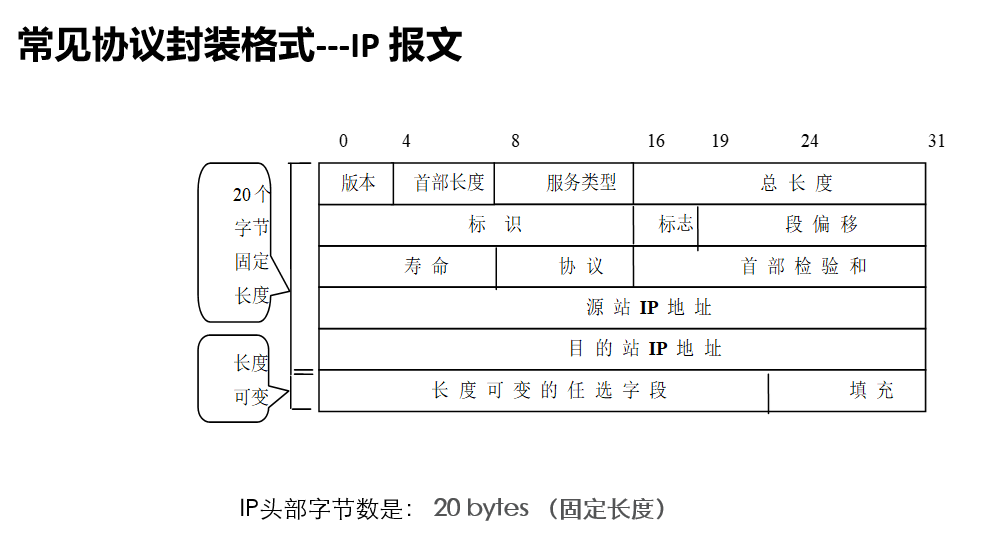 常见协议封装格式---IP 报文
0 4 8 16 19 24 31
版本 首部长度 服务类型 总 长 度
标 识 标志 段 偏 移
寿 命 协 议 首 部 检 验 和
源 站 IP 地 址
目 的 站 IP 地 址
长 度 可 变 的 任 选 字 段 填 充
20个
字节
固定
长度
长度
可变
IP头部字节数是： 20 bytes （固定长度）